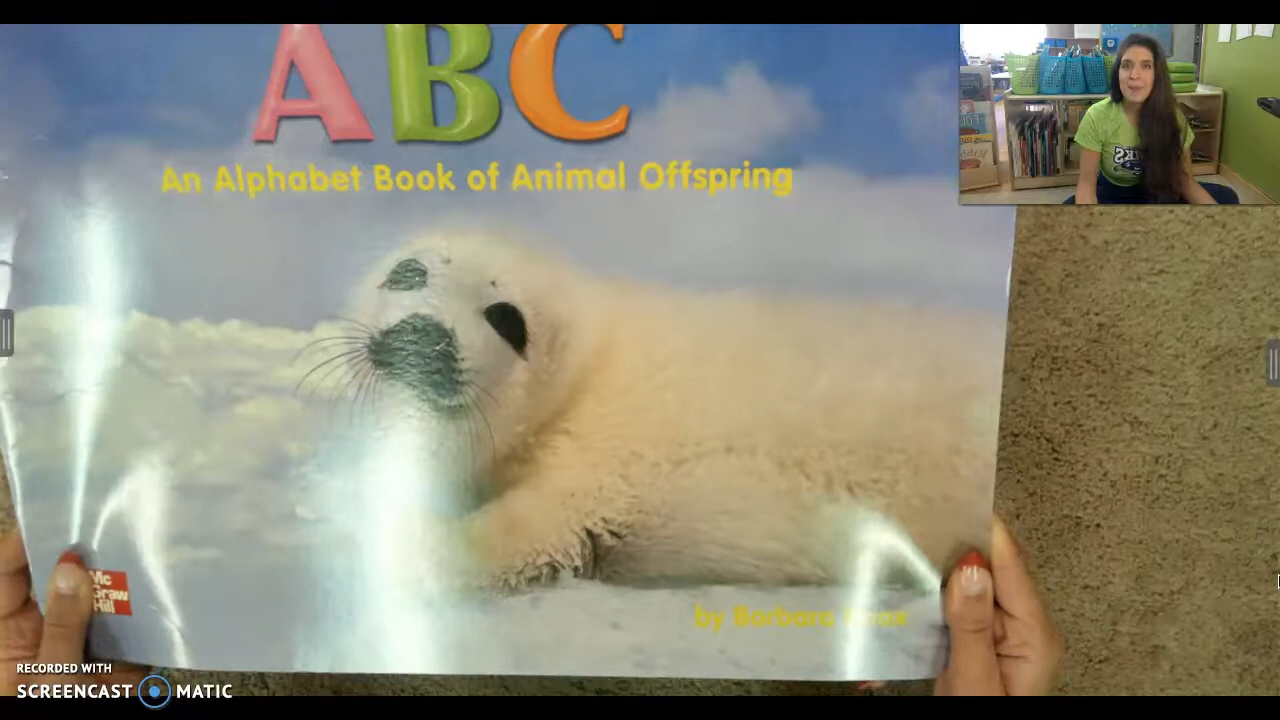 ABC
An Alphabet Book of Animal Offspring
Mc
Graw
Hill
by Barbara
RECORDED WITH
SCREENCAST MATIC